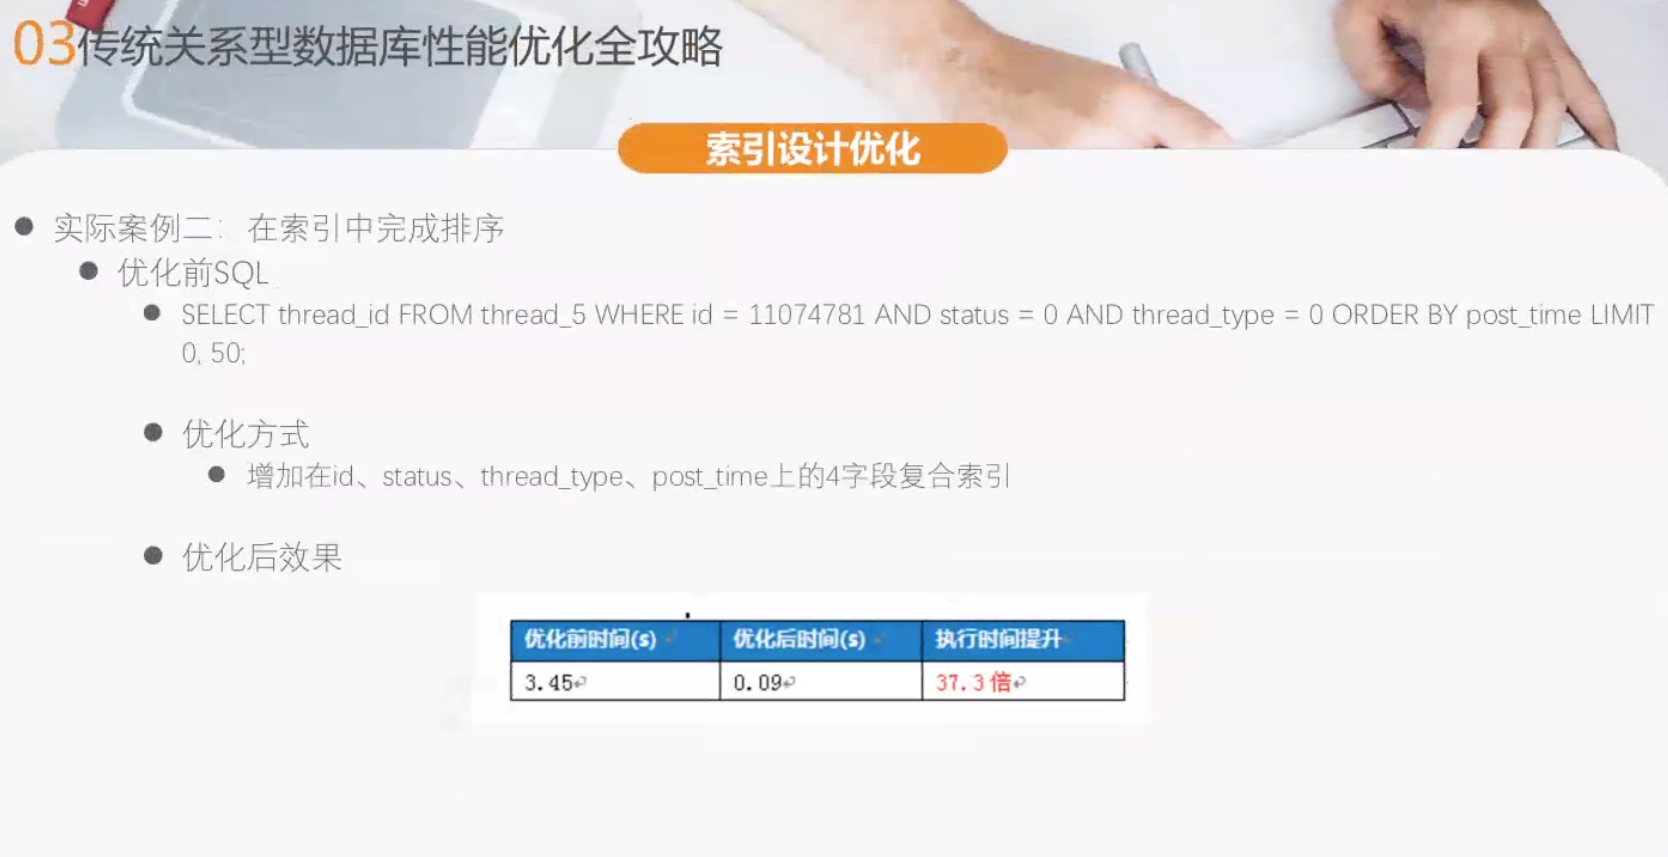 03传统关系型数据库性能优化全攻略
索引设计优化
实际案例二： 在索引中完成排序
优化前SQL
SELECT thread_id FROM thread_5 WHERE id = 11074781 AND status = 0 AND thread_type = 0 ORDER BY post_time LIMIT
0, 50;
优化方式
增加在id、status、thread_type、post_time上的4字段复合索引
优化后效果
优化前时间(s) 优化后时间(s) 执行时间提升
3.45 0.09 37.3倍